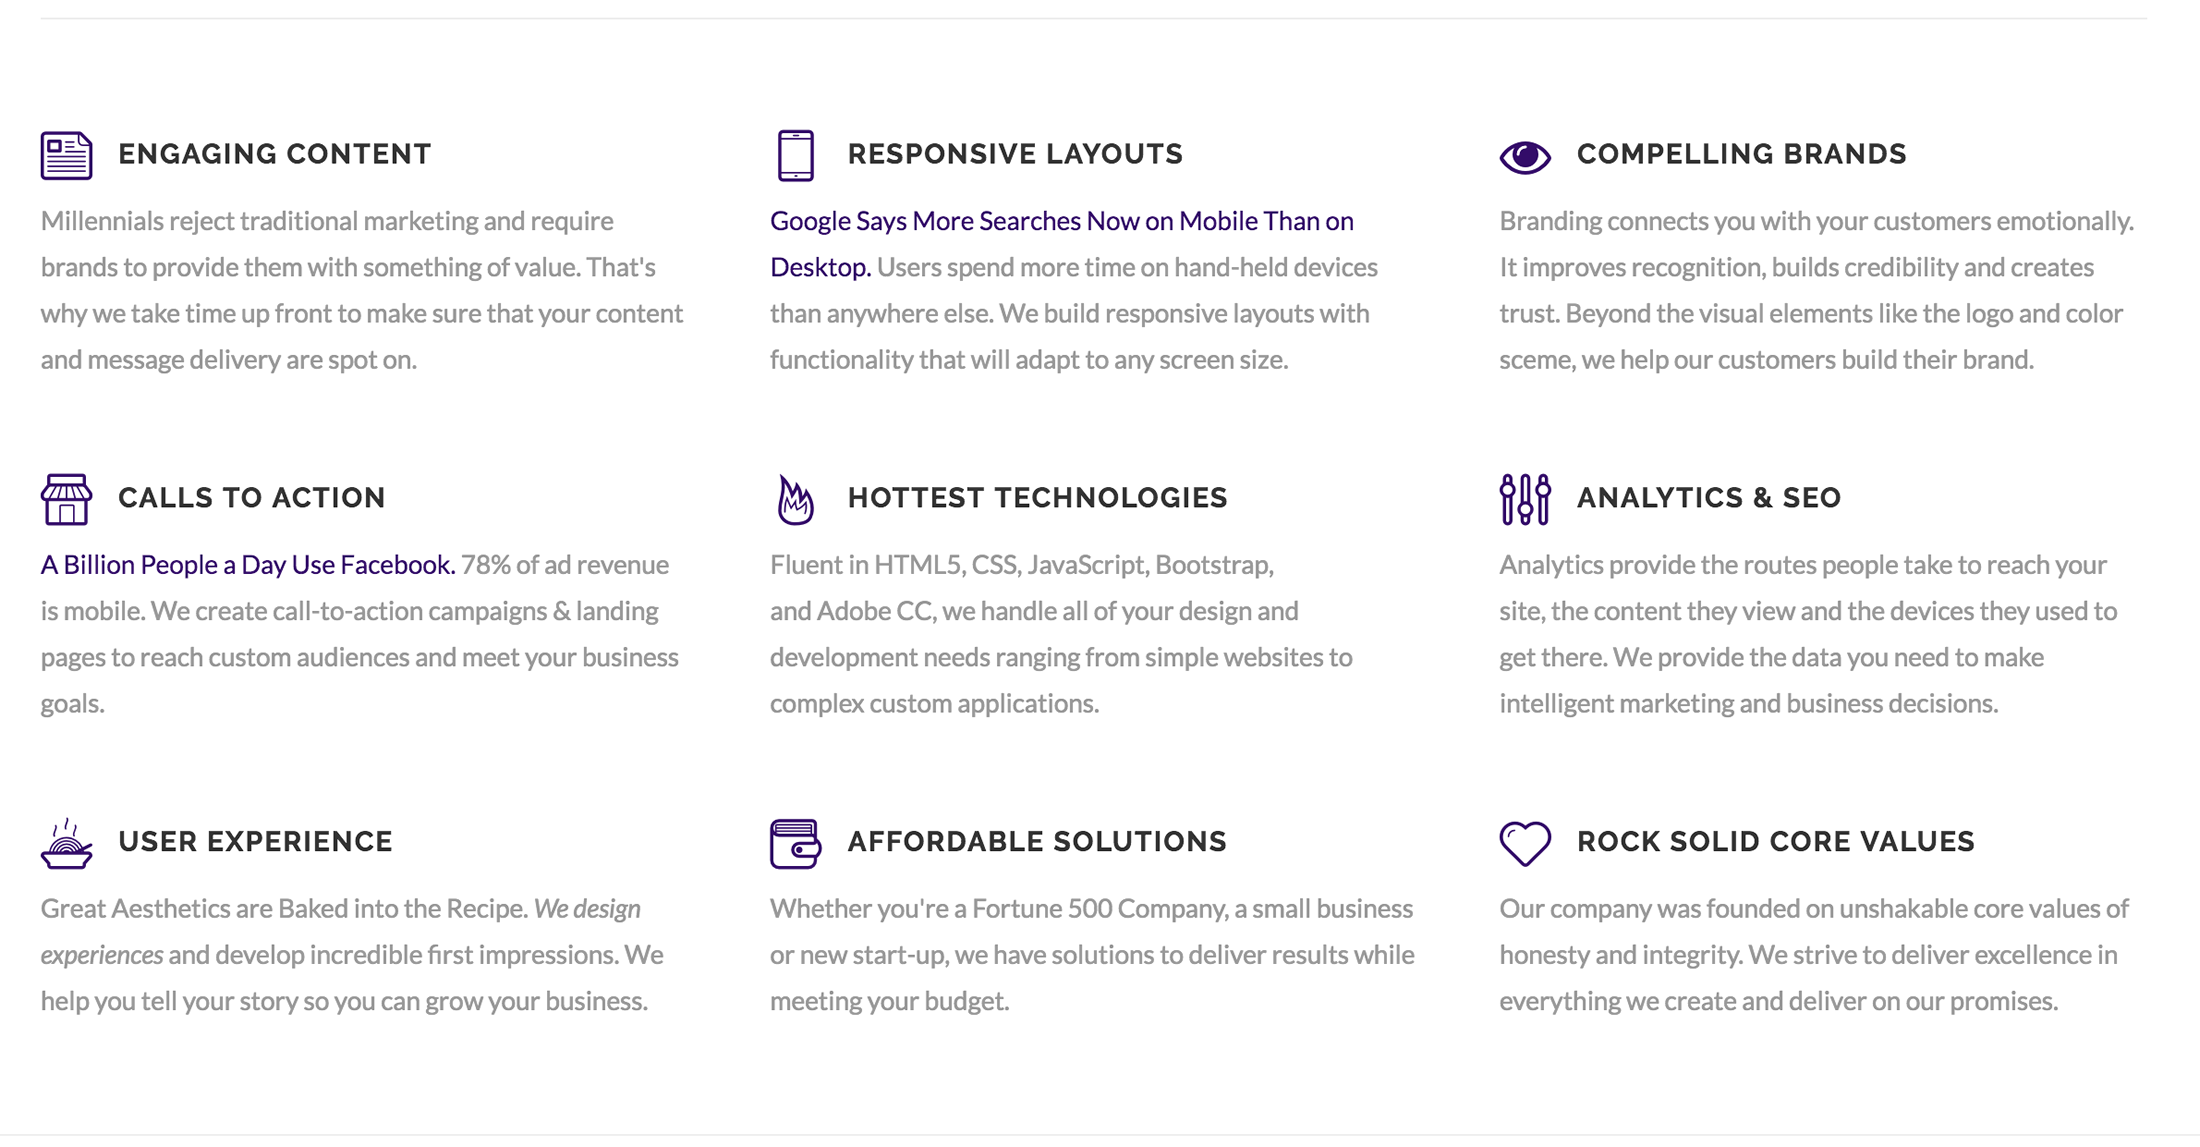 ENGAGING CONTENT
Millennials reject traditional marketing and require
brands to provide them with something of value. That's
why we take time up front to make sure that your content
and message delivery are spot on.
RESPONSIVE LAYOUTS
Google Says More Searches Now on Mobile Than on
Desktop. Users spend more time on hand-held devices
than anywhere else. We build responsive layouts with
functionality that will adapt to any screen size.
COMPELLING BRANDS
Branding connects you with your customers emotionally.
It improves recognition, builds credibility and creates
trust. Beyond the visual elements like the logo and color
sceme, we help our customers build their brand.
CALLS TO ACTION
A Billion People a Day Use Facebook. 78% of ad revenue
is mobile. We create call-to-action campaigns & landing
pages to reach custom audiences and meet your business
goals.
HOTTEST TECHNOLOGIES
Fluent in HTML5, CSS, JavaScript, Bootstrap,
and Adobe CC, we handle all of your design and
development needs ranging from simple websites to
complex custom applications.
ANALYTICS & SEO
Analytics provide the routes people take to reach your
site, the content they view and the devices they used to
get there. We provide the data you need to make
intelligent marketing and business decisions.
USER EXPERIENCE
Great Aesthetics are Baked into the Recipe. We design
experiences and develop incredible first impressions. We
help you tell your story so you can grow your business.
AFFORDABLE SOLUTIONS
Whether you're a Fortune 500 Company, a small business
or new start-up, we have solutions to deliver results while
meeting your budget.
ROCK SOLID CORE VALUES
Our company was founded on unshakable core values of
honesty and integrity. We strive to deliver excellence in
everything we create and deliver on our promises.